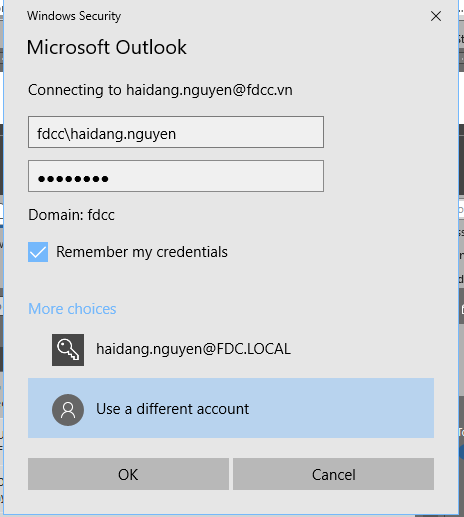 Windows Security
Microsoft Outlook
Connecting to haidang.nguyen@fdcc.vn
fdcc\haidang.nguyen
●●●●●●●●
Domain: fdcc
Remember my credentials
More choices
haidang.nguyen@FDC.LOCAL
Use a different account
OK
Cancel